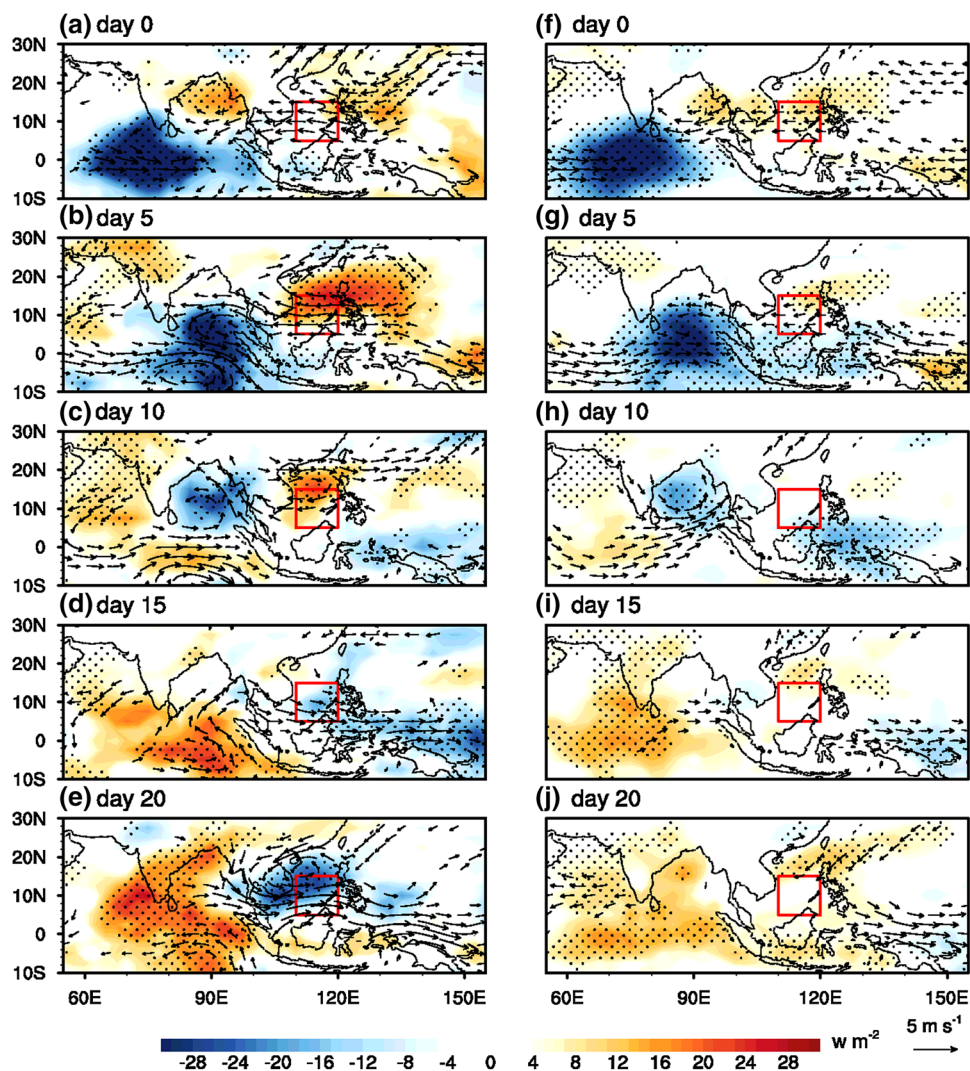 (a) day 0
(f) day 0
30N
20N
10N
0
10S
(b) day 5
(g) day 5
30N
20N
10N
0
10S
(c) day 10
(h) day 10
30N
20N
10N
0
10S
(d) day 15
(i) day 15
30N
20N
10N
0
10S
(e) day 20
(j) day 20
30N
20N
10N
0
10S
60E 90E 120E 150E
60E 90E 120E 150E
5 m s-1
w m-2
-28 -24 -20 -16 -12 -8 -4 0 4 8 12 16 20 24 28